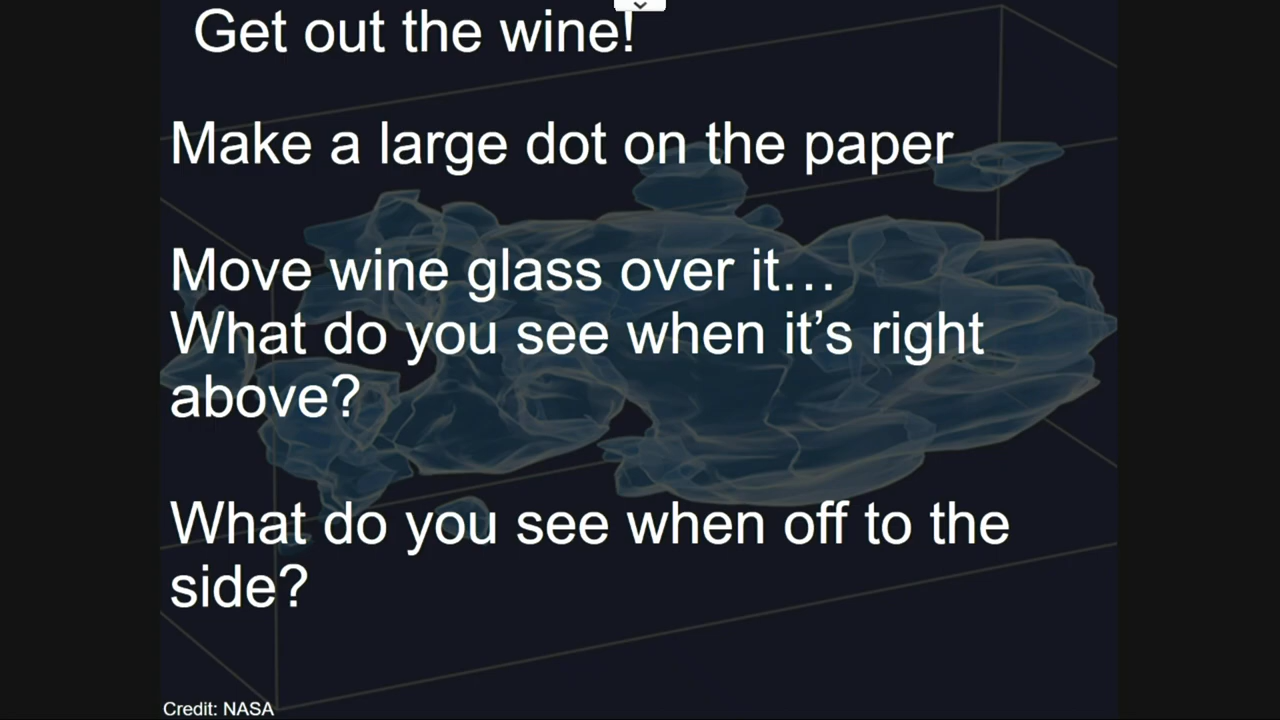 Get out the wine!
Make a large dot on the paper
Move wine glass over it…
What do you see when it’s right
above?
What do you see when off to the
side?
Credit: NASA